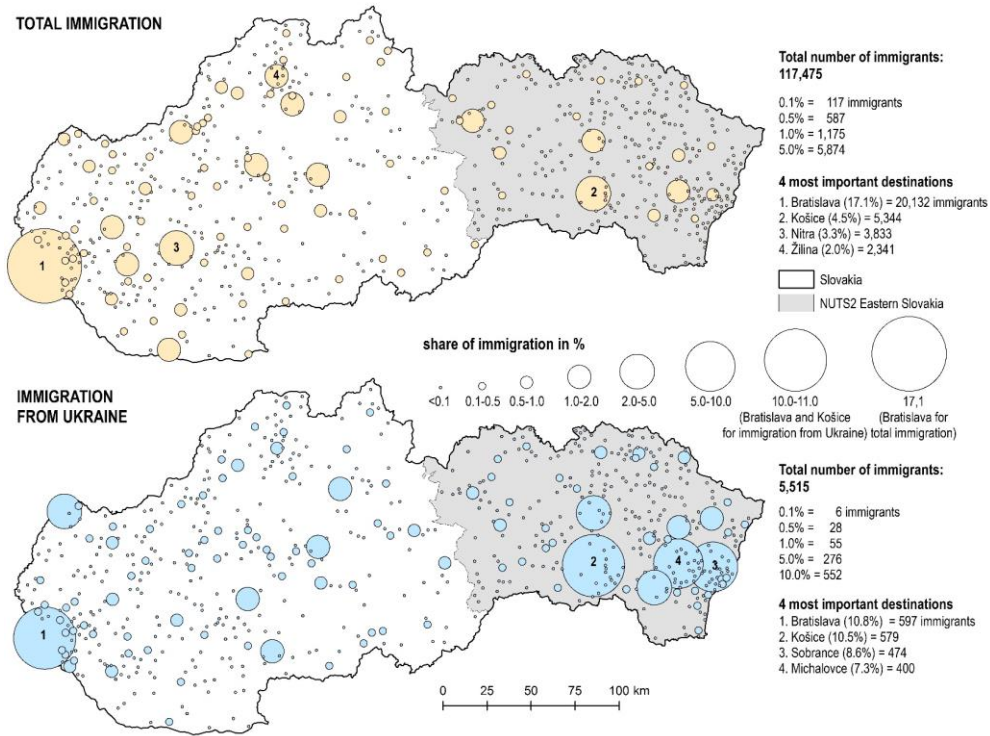 TOTAL IMMIGRATION
4
3
1
2
Total number of immigrants:
117,475
0.1% = 117 immigrants
0.5% = 587
1.0% = 1,175
5.0% = 5,874
4 most important destinations
1. Bratislava (17.1%) = 20,132 immigrants
2. Košice (4.5%) = 5,344
3. Nitra (3.3%) = 3,833
4. Žilina (2.0%) = 2,341
Slovakia
NUTS2 Eastern Slovakia
share of immigration in %
<0.1
0.1-0.5
0.5-1.0
1.0-2.0
2.0-5.0
5.0-10.0
10.0-11.0
(Bratislava and Košice
for immigration from Ukraine)
17,1
(Bratislava for
total immigration)
IMMIGRATION
FROM UKRAINE
1
2
4
3
Total number of immigrants:
5,515
0.1% = 6 immigrants
0.5% = 28
1.0% = 55
5.0% = 276
10.0% = 552
4 most important destinations
1. Bratislava (10.8%) = 597 immigrants
2. Košice (10.5%) = 579
3. Sobrance (8.6%) = 474
4. Michalovce (7.3%) = 400
0 25 50 75 100 km